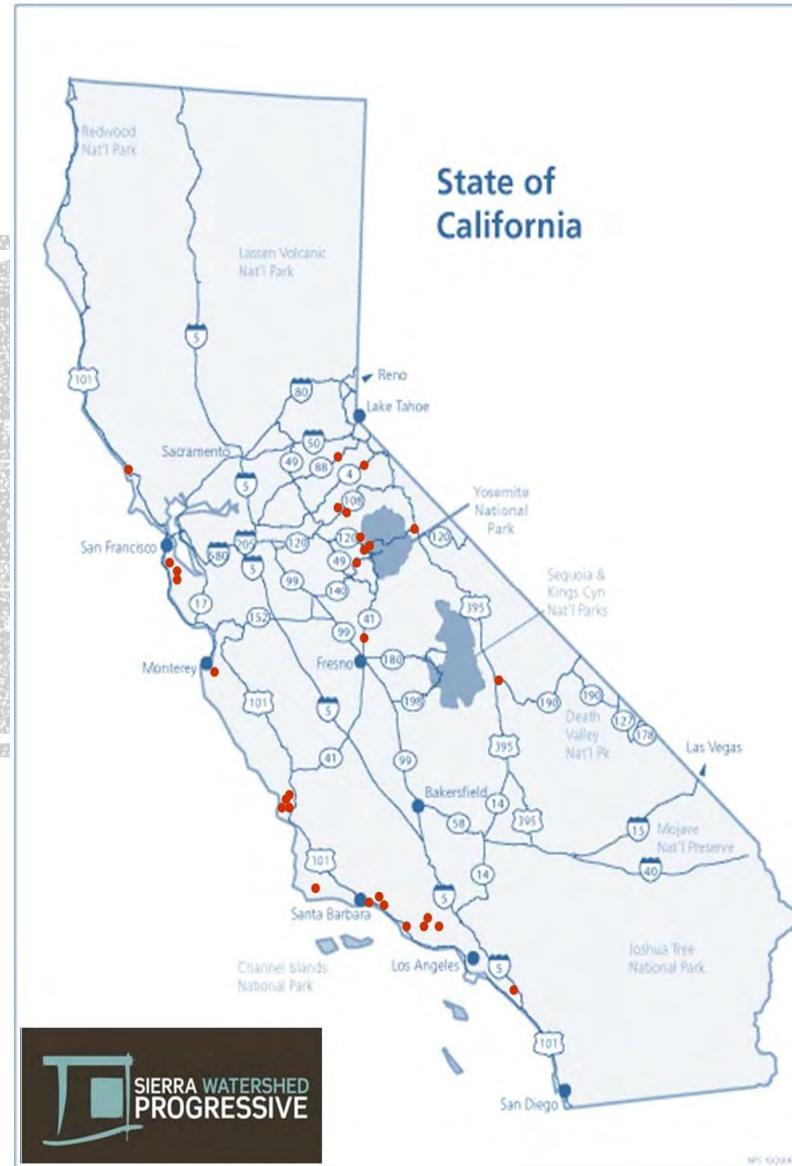 Redwood
Nat'l Park
State of
California
Lassen Volcanic
Nat'l Park
5
101
Reno
80
Lake Tahoe
50
Sacramento
49
88
4
5
108
Yosemite
National
Park
San Francisco
580
205
120
120
120
49
5
99
140
Sequoia &
Kings Cyn
Nat'l Parks
17
152
41
395
99
Monterey
Fresno
180
101
198
190
190
5
Death
Valley
Nat'l Pk
127
178
41
395
Las Vegas
99
Bakersfield
14
58
395
15
Mojave
Nat'l Preserve
101
14
40
5
Santa Barbara
Channel Islands
National Park
Los Angeles
5
Joshua Tree
National Park
101
San Diego
SIERRA WATERSHED
PROGRESSIVE